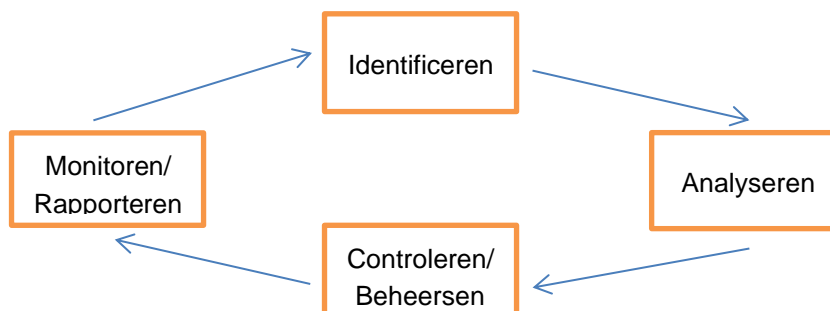 Identificeren
Analyseren
Controleren/
Beheersen
Monitoren/
Rapporteren